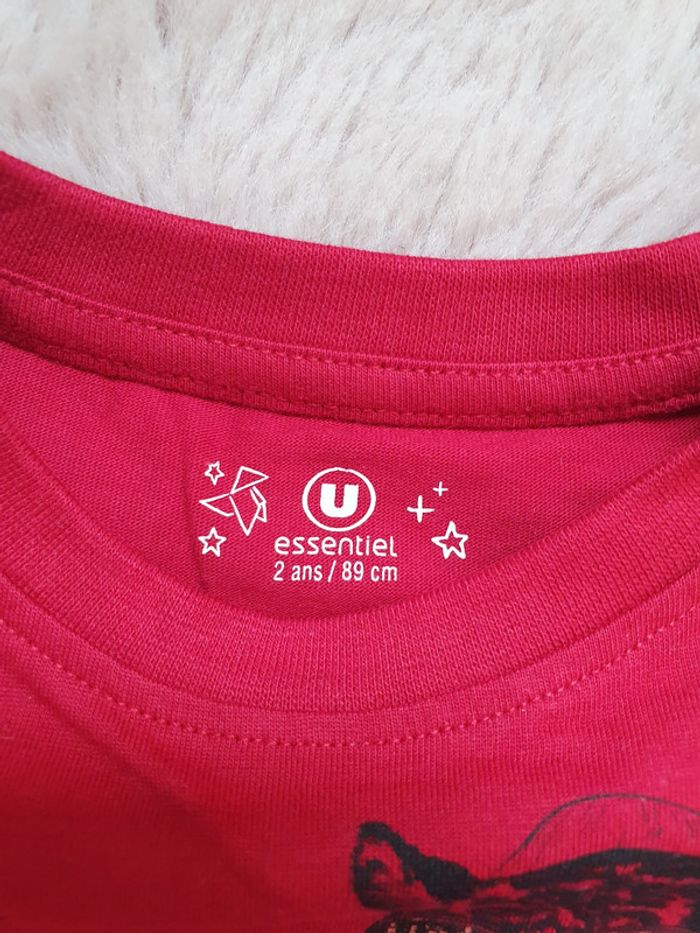 U
essentiel
2 ans / 89 cm